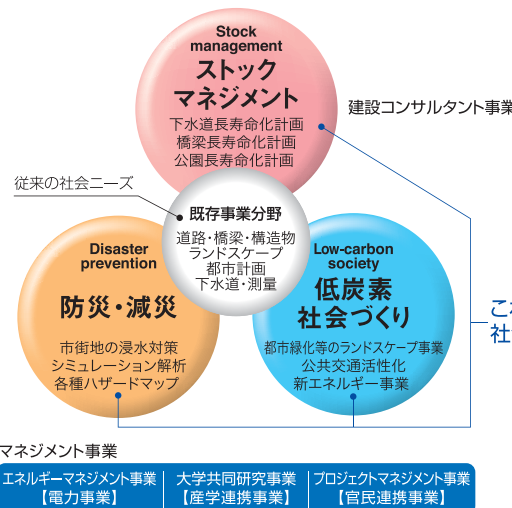 Stock
management
ストック
マネジメント
下水道長寿命化計画
橋梁長寿命化計画
公園長寿命化計画
建設コンサルタント事業
従来の社会ニーズ
既存事業分野
道路・橋梁・構造物
ランドスケープ
都市計画
下水道・測量
Disaster
prevention
防災・減災
市街地の浸水対策
シミュレーション解析
各種ハザードマップ
Low-carbon
society
低炭素
社会づくり
都市緑化等のランドスケープ事業
公共交通活性化
新エネルギー事業
こ
社
マネジメント事業
エネルギーマネジメント事業
【電力事業】
大学共同研究事業
【産学連携事業】
プロジェクトマネジメント事業
【官民連携事業】